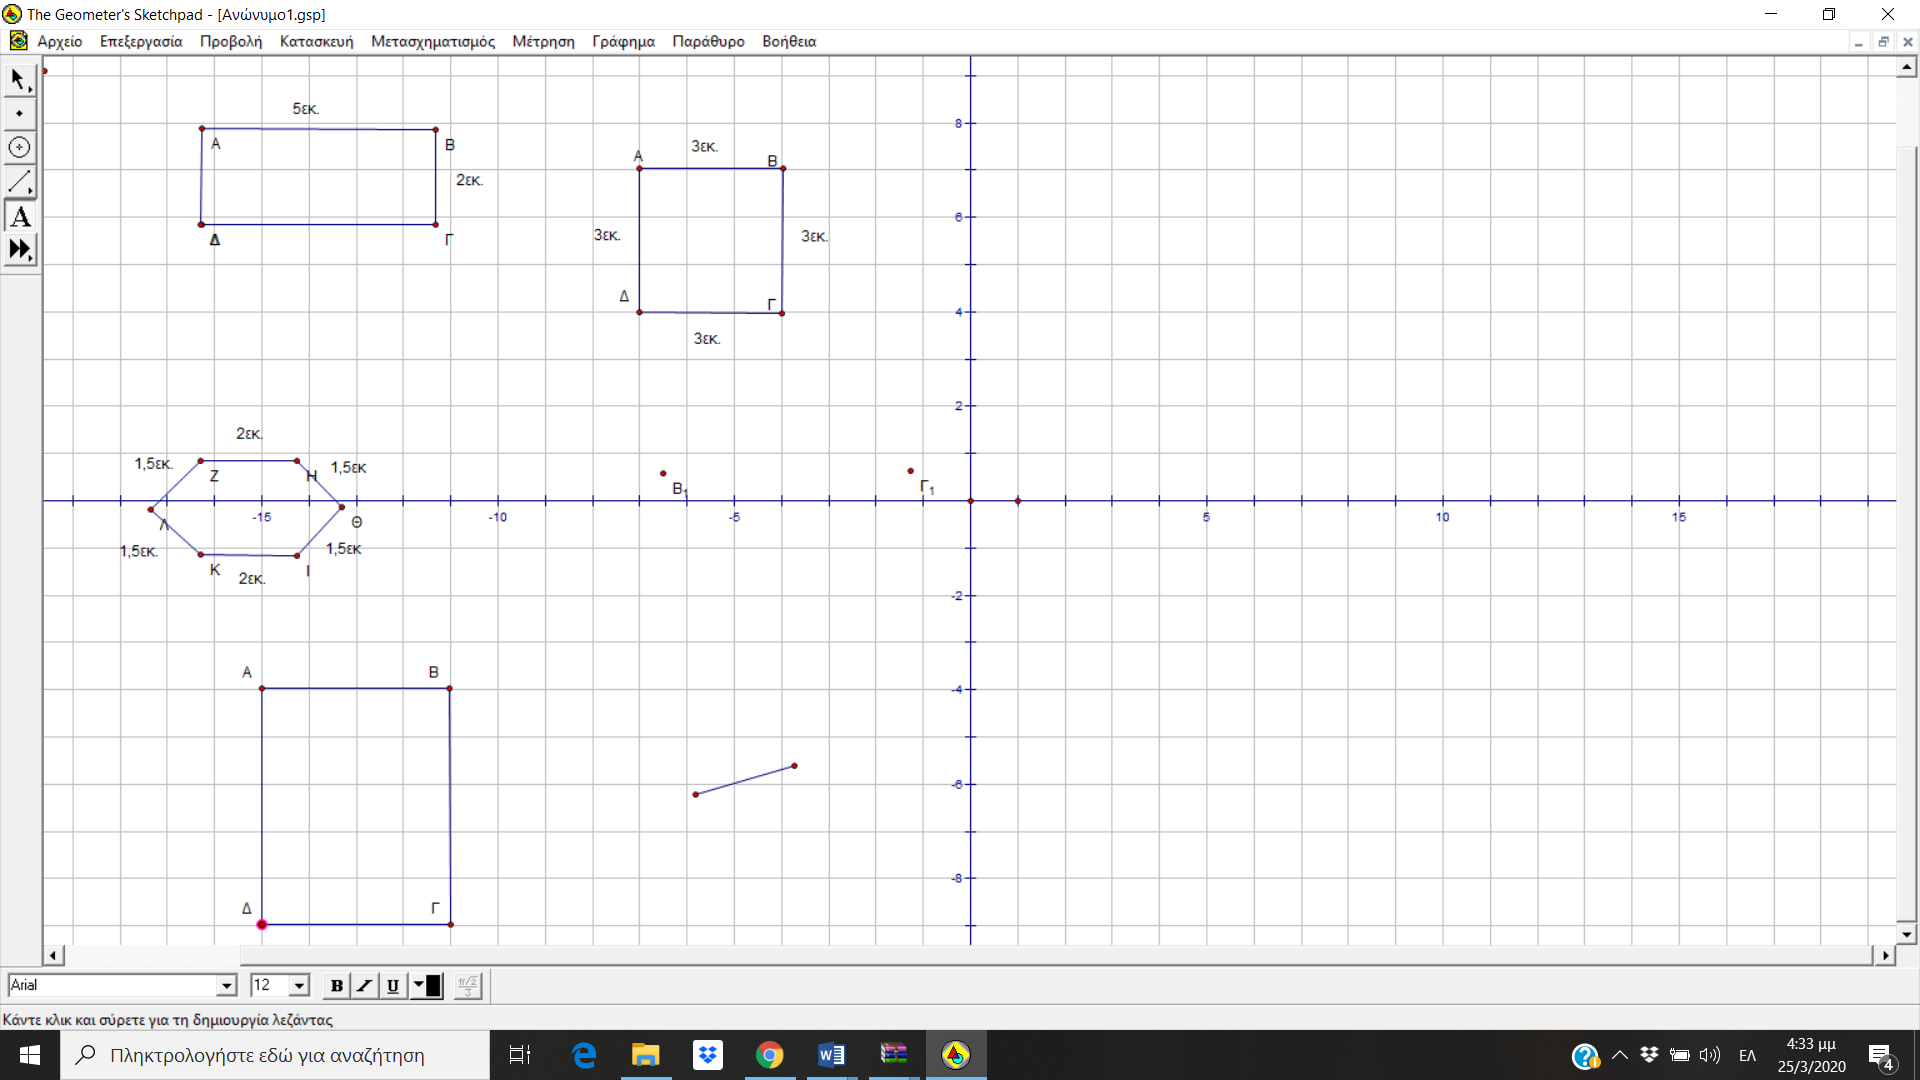 The Geometer's Sketchpad - [Ανώνυμο1.gsp]
Αρχείο Επεξεργασία Προβολή Κατασκευή Μετασχηματισμός Μέτρηση Γράφημα Παράθυρο Βοήθεια
5εκ.
Α
Β
2εκ.
Δ
Γ
3εκ.
Α
Β
3εκ.
3εκ.
Δ
Γ
3εκ.
8
6
4
2
2εκ.
1,5εκ.
1,5εκ
Ζ
Η
Λ
Θ
1,5εκ.
1,5εκ
Κ
Ι
2εκ.
Β1
Γ1
-15
-10
-5
5
10
15
-2
-4
-6
-8
Α
Β
Δ
Γ
Arial
12
B I U
Κάντε κλικ και σύρετε για τη δημιουργία λεζάντας
Πληκτρολογήστε εδώ για αναζήτηση
ΕΛ
4:33 μμ
25/3/2020
4